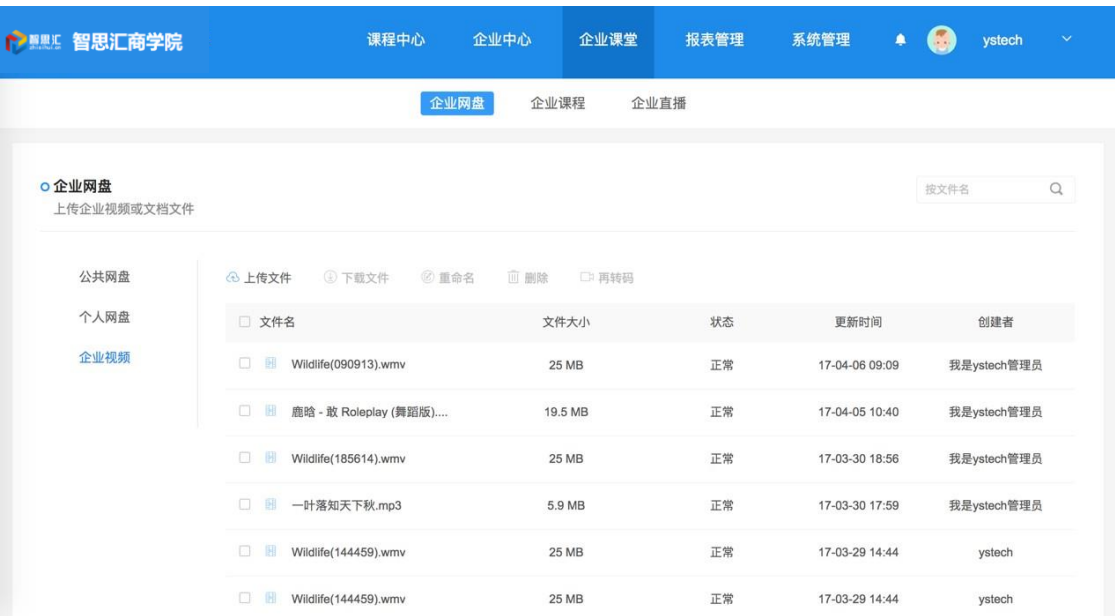 智思汇 智思汇商学院 课程中心 企业中心 企业课堂 报表管理 系统管理 ystech
企业网盘 企业课程 企业直播
企业网盘
上传企业视频或文档文件
按文件名
公共网盘
个人网盘
企业视频
上传文件 下载文件 重命名 删除 再转码
文件名 文件大小 状态 更新时间 创建者
Wildlife(090913).wmv 25 MB 正常 17-04-06 09:09 我是ystech管理员
鹿晗 - 敢 Roleplay (舞蹈版).... 19.5 MB 正常 17-04-05 10:40 我是ystech管理员
Wildlife(185614).wmv 25 MB 正常 17-03-30 18:56 我是ystech管理员
一叶落知天下秋.mp3 5.9 MB 正常 17-03-30 17:59 我是ystech管理员
Wildlife(144459).wmv 25 MB 正常 17-03-29 14:44 ystech
Wildlife(144459).wmv 25 MB 正常 17-03-29 14:44 ystech